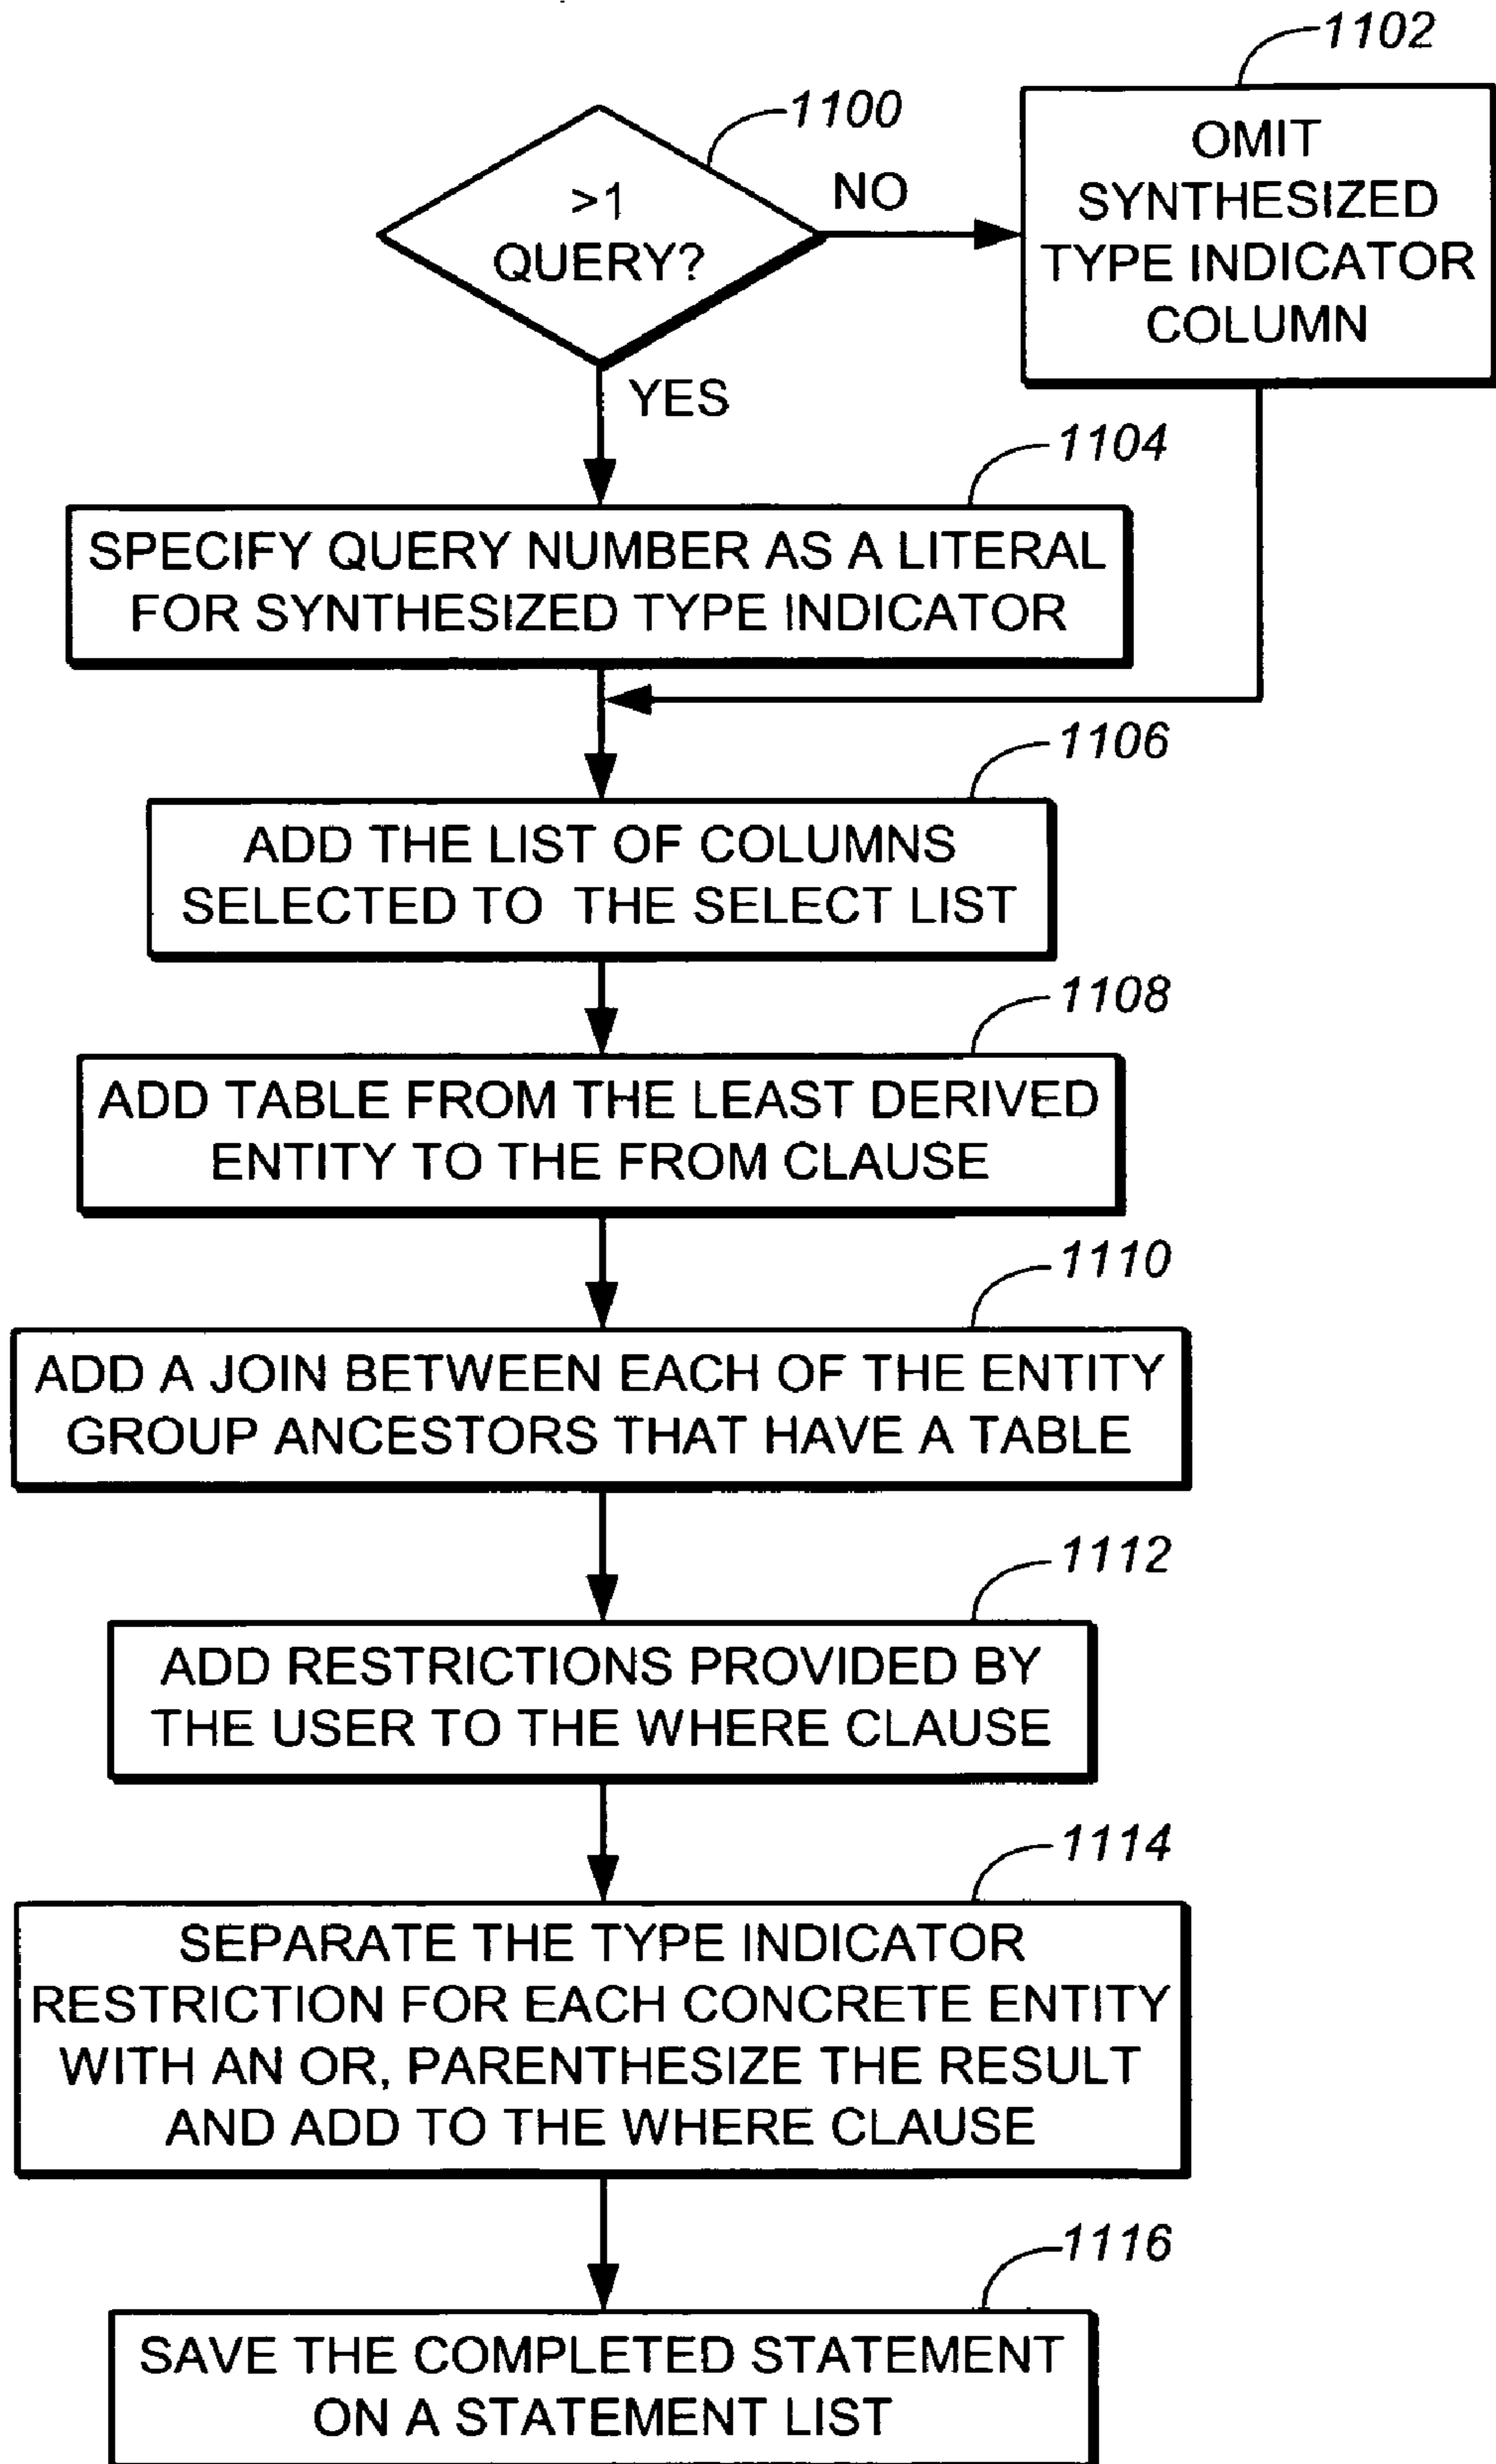 1102
1100
>1
QUERY?
NO
OMIT
SYNTHESIZED
TYPE INDICATOR
COLUMN
YES
1104
SPECIFY QUERY NUMBER AS A LITERAL
FOR SYNTHESIZED TYPE INDICATOR
1106
ADD THE LIST OF COLUMNS
SELECTED TO THE SELECT LIST
1108
ADD TABLE FROM THE LEAST DERIVED
ENTITY TO THE FROM CLAUSE
1110
ADD A JOIN BETWEEN EACH OF THE ENTITY
GROUP ANCESTORS THAT HAVE A TABLE
1112
ADD RESTRICTIONS PROVIDED BY
THE USER TO THE WHERE CLAUSE
1114
SEPARATE THE TYPE INDICATOR
RESTRICTION FOR EACH CONCRETE ENTITY
WITH AN OR, PARENTHESIZE THE RESULT
AND ADD TO THE WHERE CLAUSE
1116
SAVE THE COMPLETED STATEMENT
ON A STATEMENT LIST